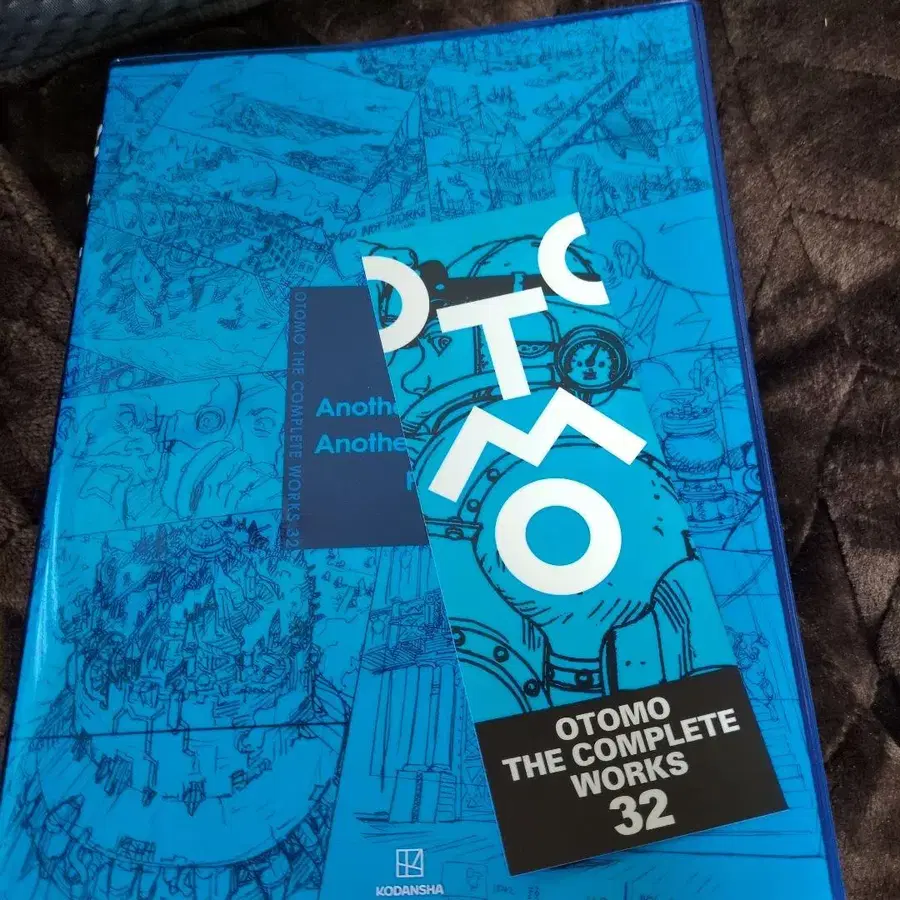 OTOMO THE COMPLETE WORKS 32
Anothe
Anothe
OTOMO
OTOMO
THE COMPLETE
WORKS
32
KODANSHA